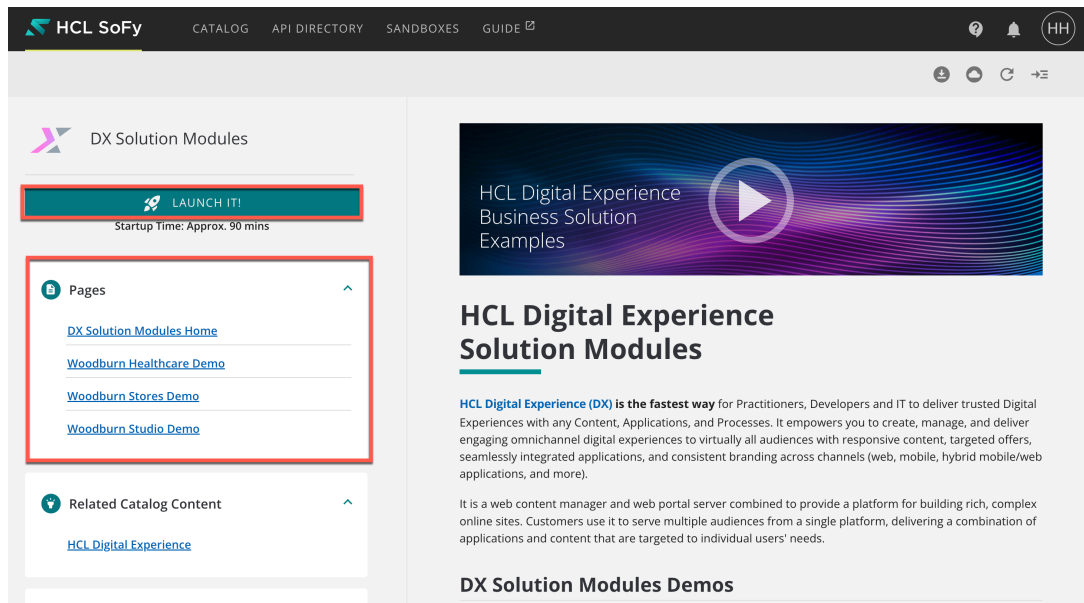 HCL SoFy
CATALOG
API DIRECTORY
SANDBOXES
GUIDE
HH
DX Solution Modules
LAUNCH IT!
Startup Time: Approx. 90 mins
Pages
DX Solution Modules Home
Woodburn Healthcare Demo
Woodburn Stores Demo
Woodburn Studio Demo
Related Catalog Content
HCL Digital Experience
HCL Digital Experience
Business Solution
Examples
HCL Digital Experience
Solution Modules
HCL Digital Experience (DX) is the fastest way for Practitioners, Developers and IT to deliver trusted Digital
Experiences with any Content, Applications, and Processes. It empowers you to create, manage, and deliver
engaging omnichannel digital experiences to virtually all audiences with responsive content, targeted offers,
seamlessly integrated applications, and consistent branding across channels (web, mobile, hybrid mobile/web
applications, and more).
It is a web content manager and web portal server combined to provide a platform for building rich, complex
online sites. Customers use it to serve multiple audiences from a single platform, delivering a combination of
applications and content that are targeted to individual users' needs.
DX Solution Modules Demos